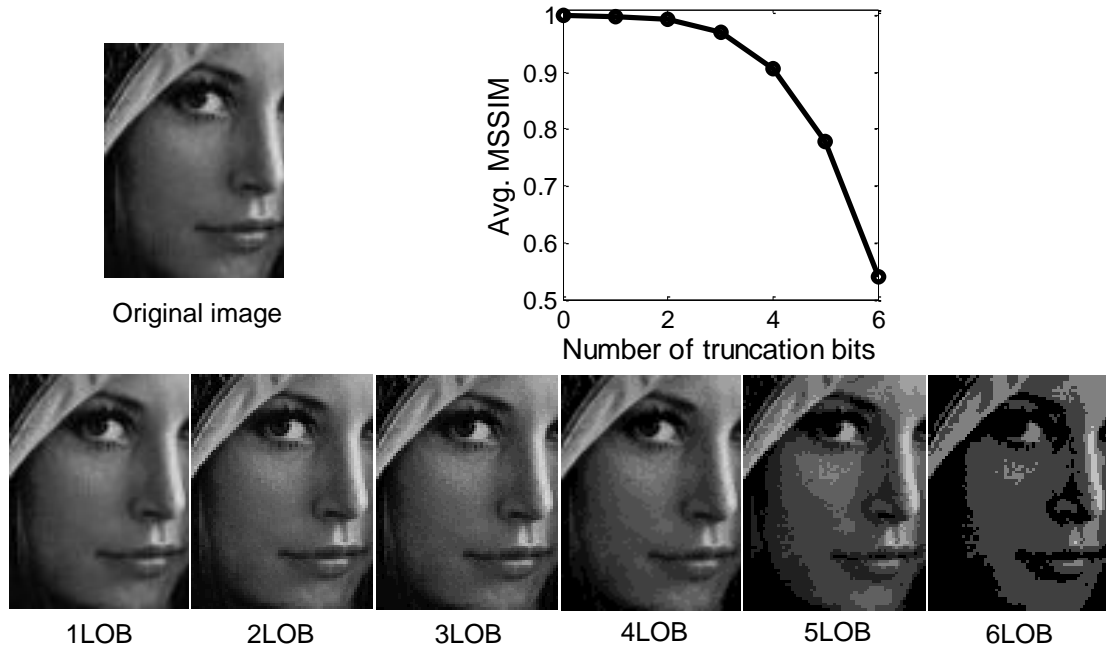 Original image
Avg. MSSIM
1
0.9
0.8
0.7
0.6
0.5
0 2 4 6
Number of truncation bits
1LOB 2LOB 3LOB 4LOB 5LOB 6LOB